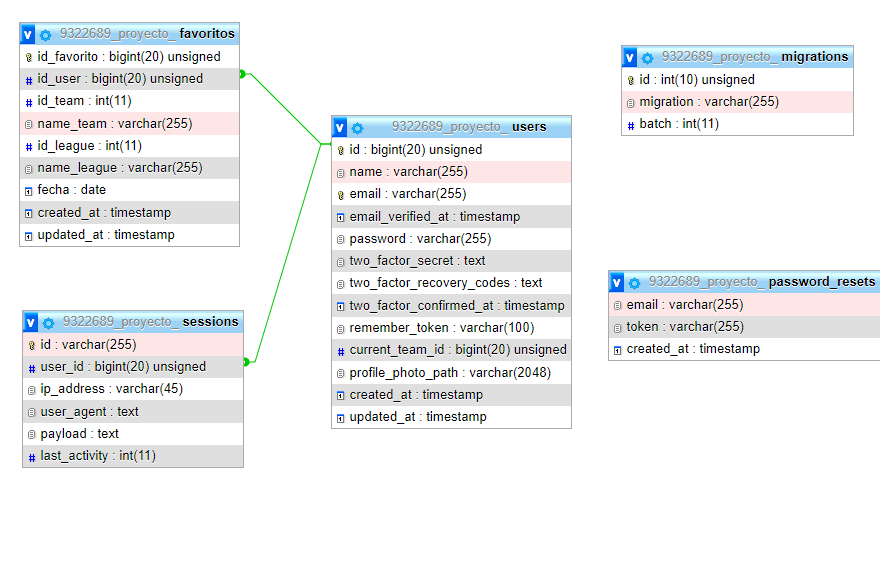 v 9322689_proyecto_ favoritos
id_favorito : bigint(20) unsigned
# id_user : bigint(20) unsigned
# id_team : int(11)
name_team : varchar(255)
# id_league : int(11)
name_league : varchar(255)
fecha : date
created_at : timestamp
updated_at : timestamp
v 9322689_proyecto_ sessions
id : varchar(255)
# user_id : bigint(20) unsigned
ip_address : varchar(45)
user_agent : text
payload : text
# last_activity : int(11)
v 9322689_proyecto_ users
id : bigint(20) unsigned
name : varchar(255)
email : varchar(255)
email_verified_at : timestamp
password : varchar(255)
two_factor_secret : text
two_factor_recovery_codes : text
two_factor_confirmed_at : timestamp
remember_token : varchar(100)
# current_team_id : bigint(20) unsigned
profile_photo_path : varchar(2048)
created_at : timestamp
updated_at : timestamp
v 9322689_proyecto_ migrations
id : int(10) unsigned
migration : varchar(255)
# batch : int(11)
v 9322689_proyecto_ password_resets
email : varchar(255)
token : varchar(255)
created_at : timestamp